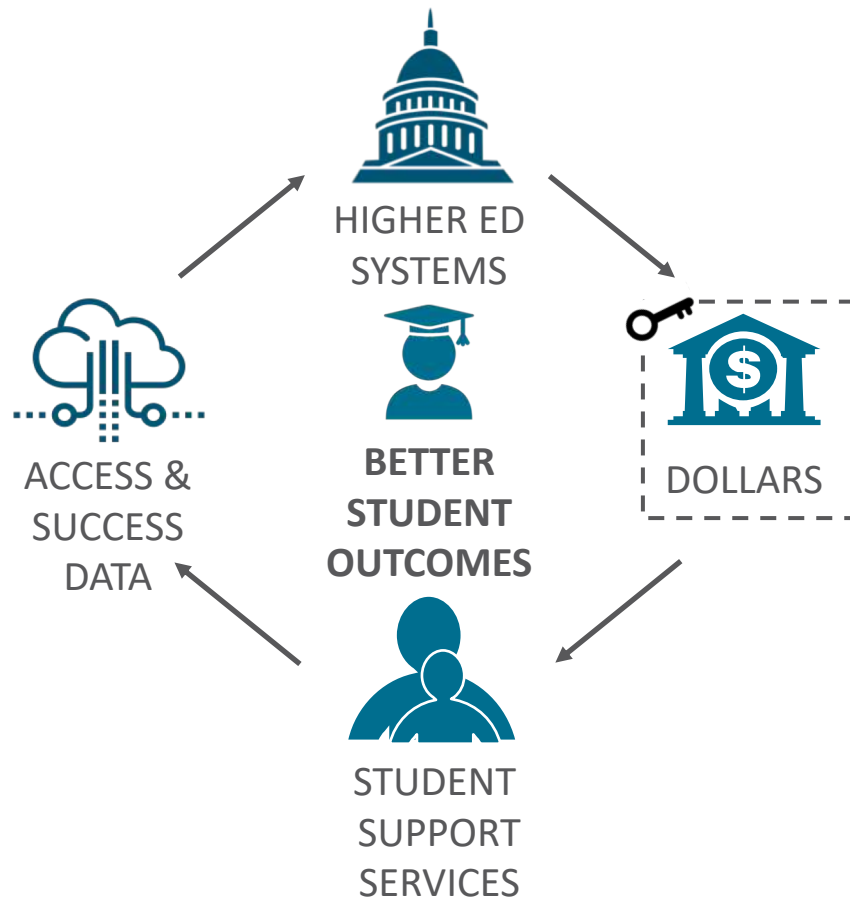 HIGHER ED
SYSTEMS
$
DOLLARS
ACCESS &
SUCCESS
DATA
BETTER
STUDENT
OUTCOMES
STUDENT
SUPPORT
SERVICES